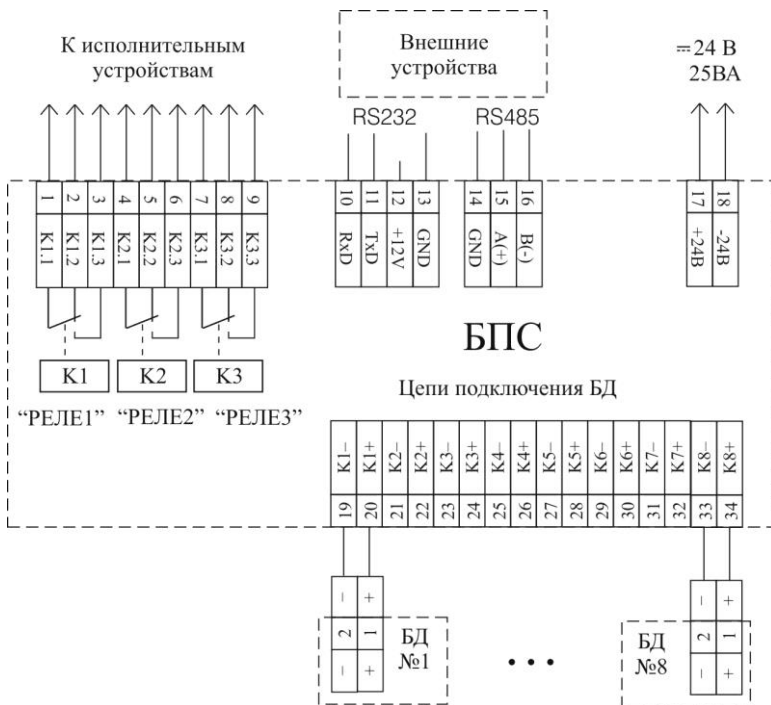 К исполнительным
устройствам
Внешние
устройства
=24 В
25ВА
RS232
RS485
1 2 3 4 5 6 7 8 9
K1.1 K1.2 K1.3 K2.1 K2.2 K2.3 K3.1 K3.2 K3.3
10 11 12 13
RxD TxD +12V GND
14 15 16
GND A(+) B(-)
17 18
+24В -24В
K1 K2 K3
“РЕЛЕ1” “РЕЛЕ2” “РЕЛЕ3”
БПС
Цепи подключения БД
K1– K1+ K2– K2+ K3– K3+ K4– K4+ K5– K5+ K6– K6+ K7– K7+ K8– K8+
19 20 21 22 23 24 25 26 27 28 29 30 31 32 33 34
– +
2 1
– +
БД
№1
• • •
БД
№8
– +
2 1
– +